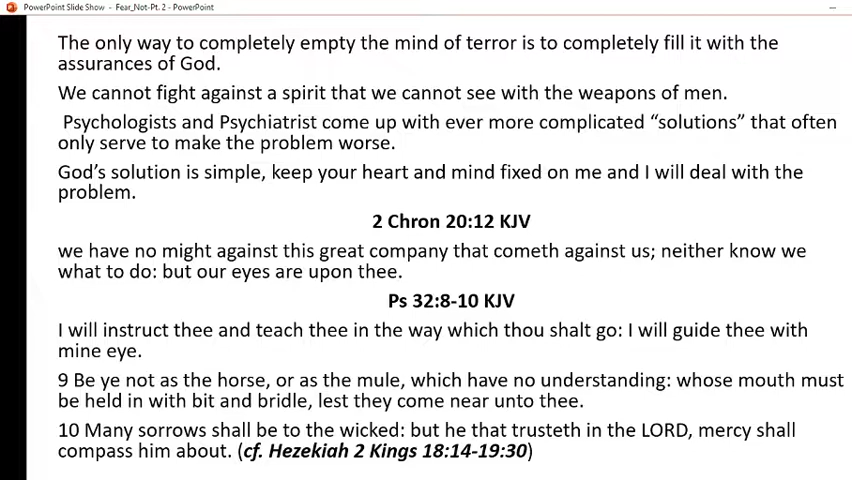 PowerPoint Slide Show - Fear_Not-Pt. 2 - PowerPoint
The only way to completely empty the mind of terror is to completely fill it with the
assurances of God.
We cannot fight against a spirit that we cannot see with the weapons of men.
Psychologists and Psychiatrist come up with ever more complicated “solutions” that often
only serve to make the problem worse.
God’s solution is simple, keep your heart and mind fixed on me and I will deal with the
problem.
2 Chron 20:12 KJV
we have no might against this great company that cometh against us; neither know we
what to do: but our eyes are upon thee.
Ps 32:8-10 KJV
I will instruct thee and teach thee in the way which thou shalt go: I will guide thee with
mine eye.
9 Be ye not as the horse, or as the mule, which have no understanding: whose mouth must
be held in with bit and bridle, lest they come near unto thee.
10 Many sorrows shall be to the wicked: but he that trusteth in the LORD, mercy shall
compass him about. (cf. Hezekiah 2 Kings 18:14-19:30)